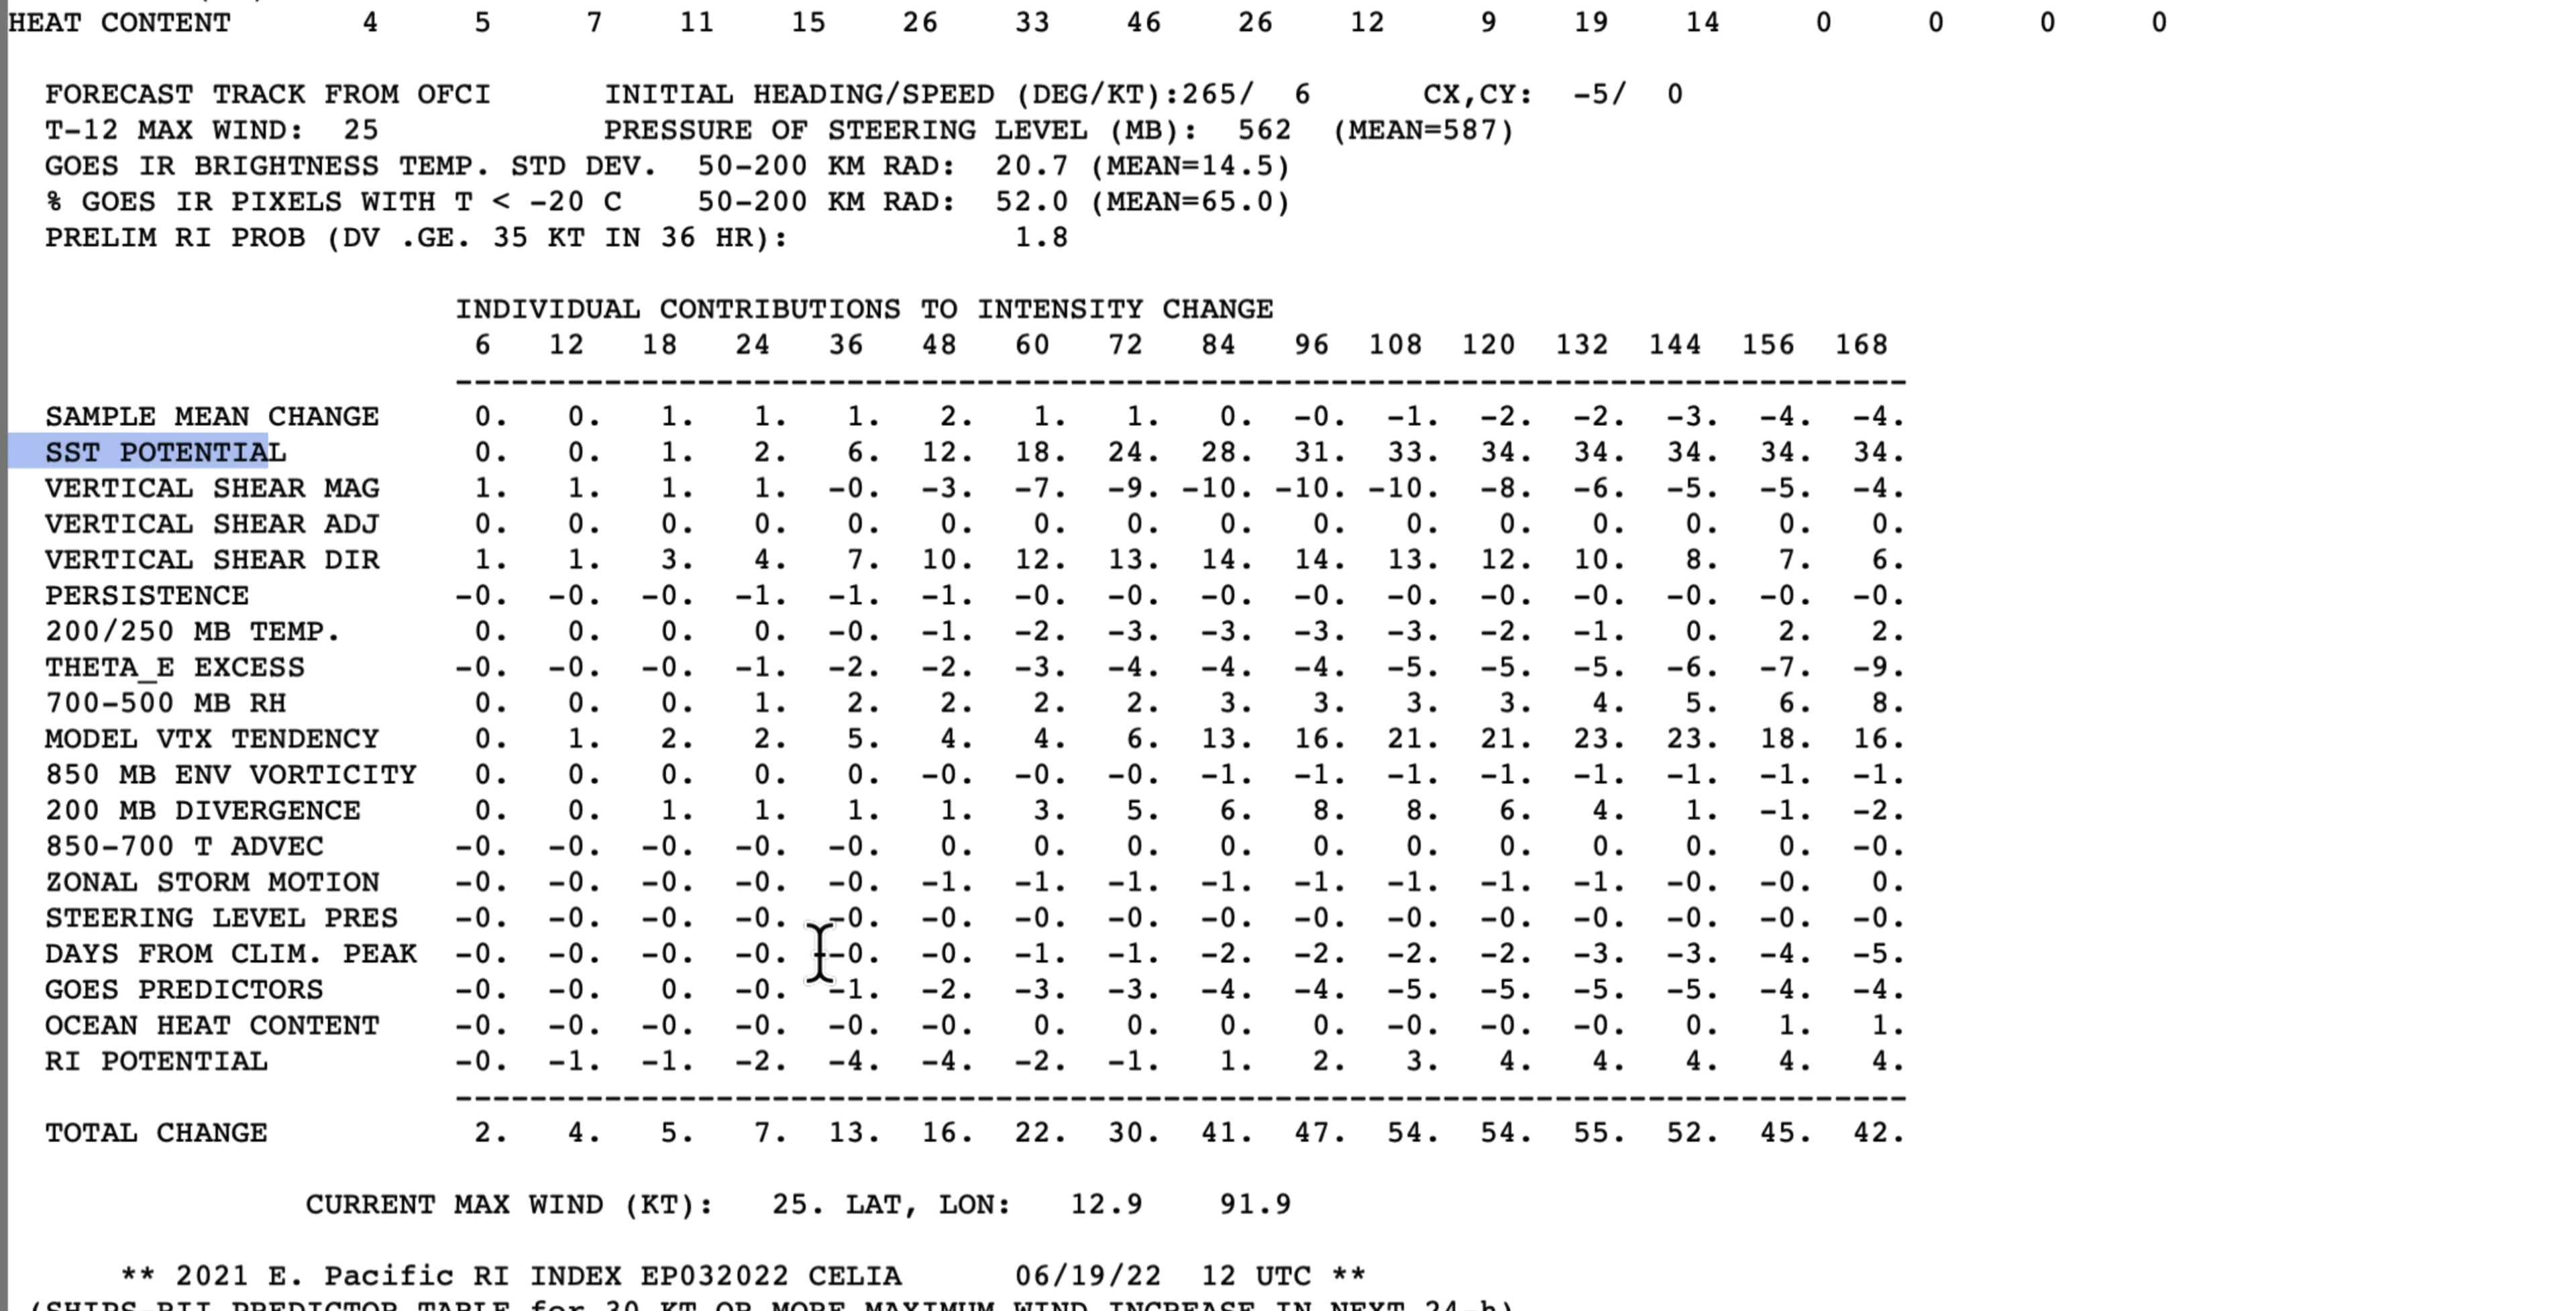 HEAT CONTENT 4 5 7 11 15 26 33 46 26 12 9 19 14 0 0 0 0
FORECAST TRACK FROM OFCI INITIAL HEADING/SPEED (DEG/KT):265/ 6 CX,CY: -5/ 0
T-12 MAX WIND: 25 PRESSURE OF STEERING LEVEL (MB): 562 (MEAN=587)
GOES IR BRIGHTNESS TEMP. STD DEV. 50-200 KM RAD: 20.7 (MEAN=14.5)
% GOES IR PIXELS WITH T < -20 C 50-200 KM RAD: 52.0 (MEAN=65.0)
PRELIM RI PROB (DV .GE. 35 KT IN 36 HR): 1.8
INDIVIDUAL CONTRIBUTIONS TO INTENSITY CHANGE
6 12 18 24 36 48 60 72 84 96 108 120 132 144 156 168
----------------------------------------------------------------------------------------
SAMPLE MEAN CHANGE 0. 0. 1. 1. 1. 2. 1. 1. 0. -0. -1. -2. -2. -3. -4. -4.
SST POTENTIAL 0. 0. 1. 2. 6. 12. 18. 24. 28. 31. 33. 34. 34. 34. 34. 34.
VERTICAL SHEAR MAG 1. 1. 1. 1. -0. -3. -7. -9. -10. -10. -10. -8. -6. -5. -5. -4.
VERTICAL SHEAR ADJ 0. 0. 0. 0. 0. 0. 0. 0. 0. 0. 0. 0. 0. 0. 0. 0.
VERTICAL SHEAR DIR 1. 1. 3. 4. 7. 10. 12. 13. 14. 14. 13. 12. 10. 8. 7. 6.
PERSISTENCE -0. -0. -0. -1. -1. -1. -0. -0. -0. -0. -0. -0. -0. -0. -0. -0.
200/250 MB TEMP. 0. 0. 0. 0. -0. -1. -2. -3. -3. -3. -3. -2. -1. 0. 2. 2.
THETA_E EXCESS -0. -0. -0. -1. -2. -2. -3. -4. -4. -4. -5. -5. -5. -6. -7. -9.
700-500 MB RH 0. 0. 0. 1. 2. 2. 2. 2. 3. 3. 3. 3. 4. 5. 6. 8.
MODEL VTX TENDENCY 0. 1. 2. 2. 5. 4. 4. 6. 13. 16. 21. 21. 23. 23. 18. 16.
850 MB ENV VORTICITY 0. 0. 0. 0. 0. -0. -0. -0. -1. -1. -1. -1. -1. -1. -1. -1.
200 MB DIVERGENCE 0. 0. 1. 1. 1. 1. 3. 5. 6. 8. 8. 6. 4. 1. -1. -2.
850-700 T ADVEC -0. -0. -0. -0. -0. 0. 0. 0. 0. 0. 0. 0. 0. 0. 0. -0.
ZONAL STORM MOTION -0. -0. -0. -0. -0. -1. -1. -1. -1. -1. -1. -1. -1. -0. -0. 0.
STEERING LEVEL PRES -0. -0. -0. -0. -0. -0. -0. -0. -0. -0. -0. -0. -0. -0. -0. -0.
DAYS FROM CLIM. PEAK -0. -0. -0. -0. -0. -0. -1. -1. -2. -2. -2. -2. -3. -3. -4. -5.
GOES PREDICTORS -0. -0. 0. -0. -1. -2. -3. -3. -4. -4. -5. -5. -5. -5. -4. -4.
OCEAN HEAT CONTENT -0. -0. -0. -0. -0. -0. 0. 0. 0. 0. -0. -0. -0. 0. 1. 1.
RI POTENTIAL -0. -1. -1. -2. -4. -4. -2. -1. 1. 2. 3. 4. 4. 4. 4. 4.
----------------------------------------------------------------------------------------
TOTAL CHANGE 2. 4. 5. 7. 13. 16. 22. 30. 41. 47. 54. 54. 55. 52. 45. 42.
CURRENT MAX WIND (KT): 25. LAT, LON: 12.9 91.9
** 2021 E. Pacific RI INDEX EP032022 CELIA 06/19/22 12 UTC **
(SHIPS-RII PREDICTOR TABLE for 30 KT OR MORE MAXIMUM WIND INCREASE IN NEXT 24-h)